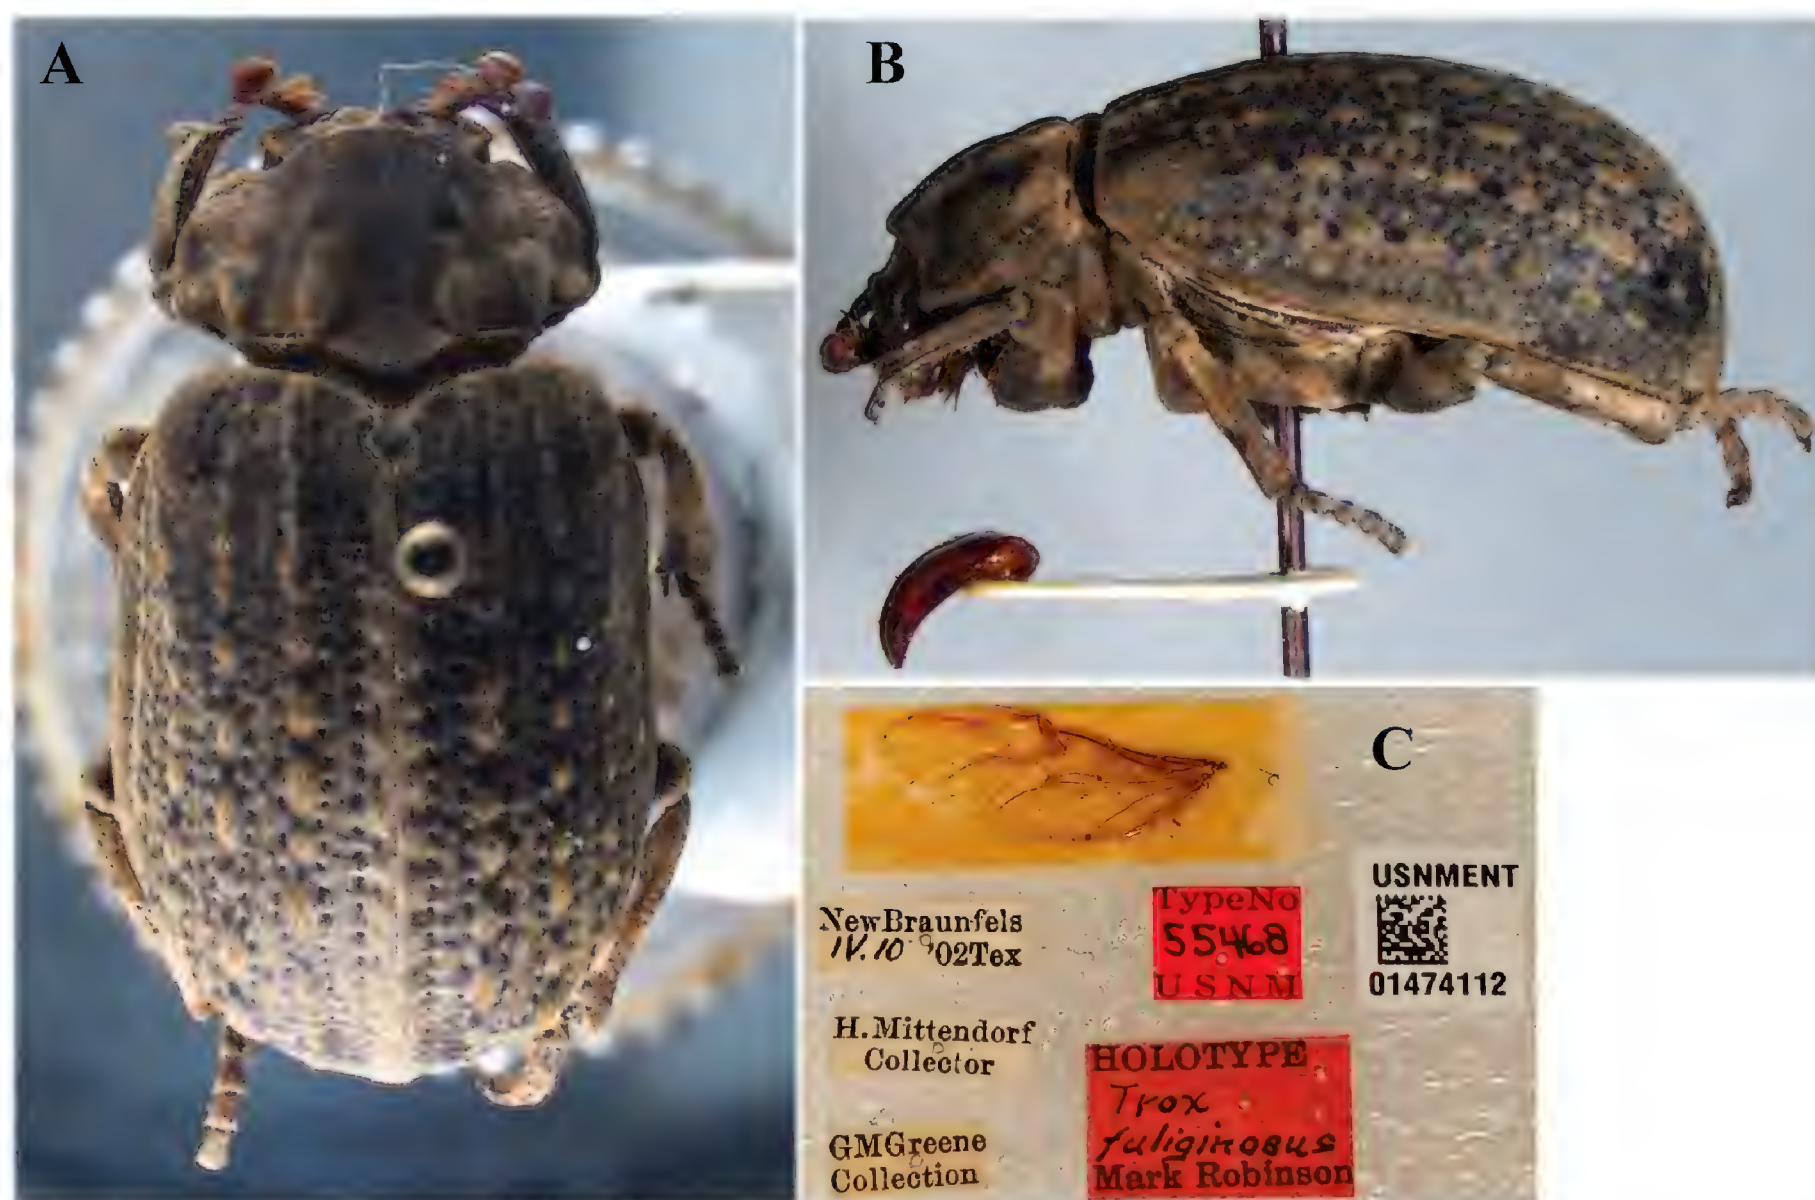 A
B
C
NewBraunfels
IV.10 '02Tex
H.Mittendorf
Collector
GMGreene
Collection
TypeNo
55468
USNM
HOLOTYPE
Trox
fuliginosus
Mark Robinson
USNMENT
01474112